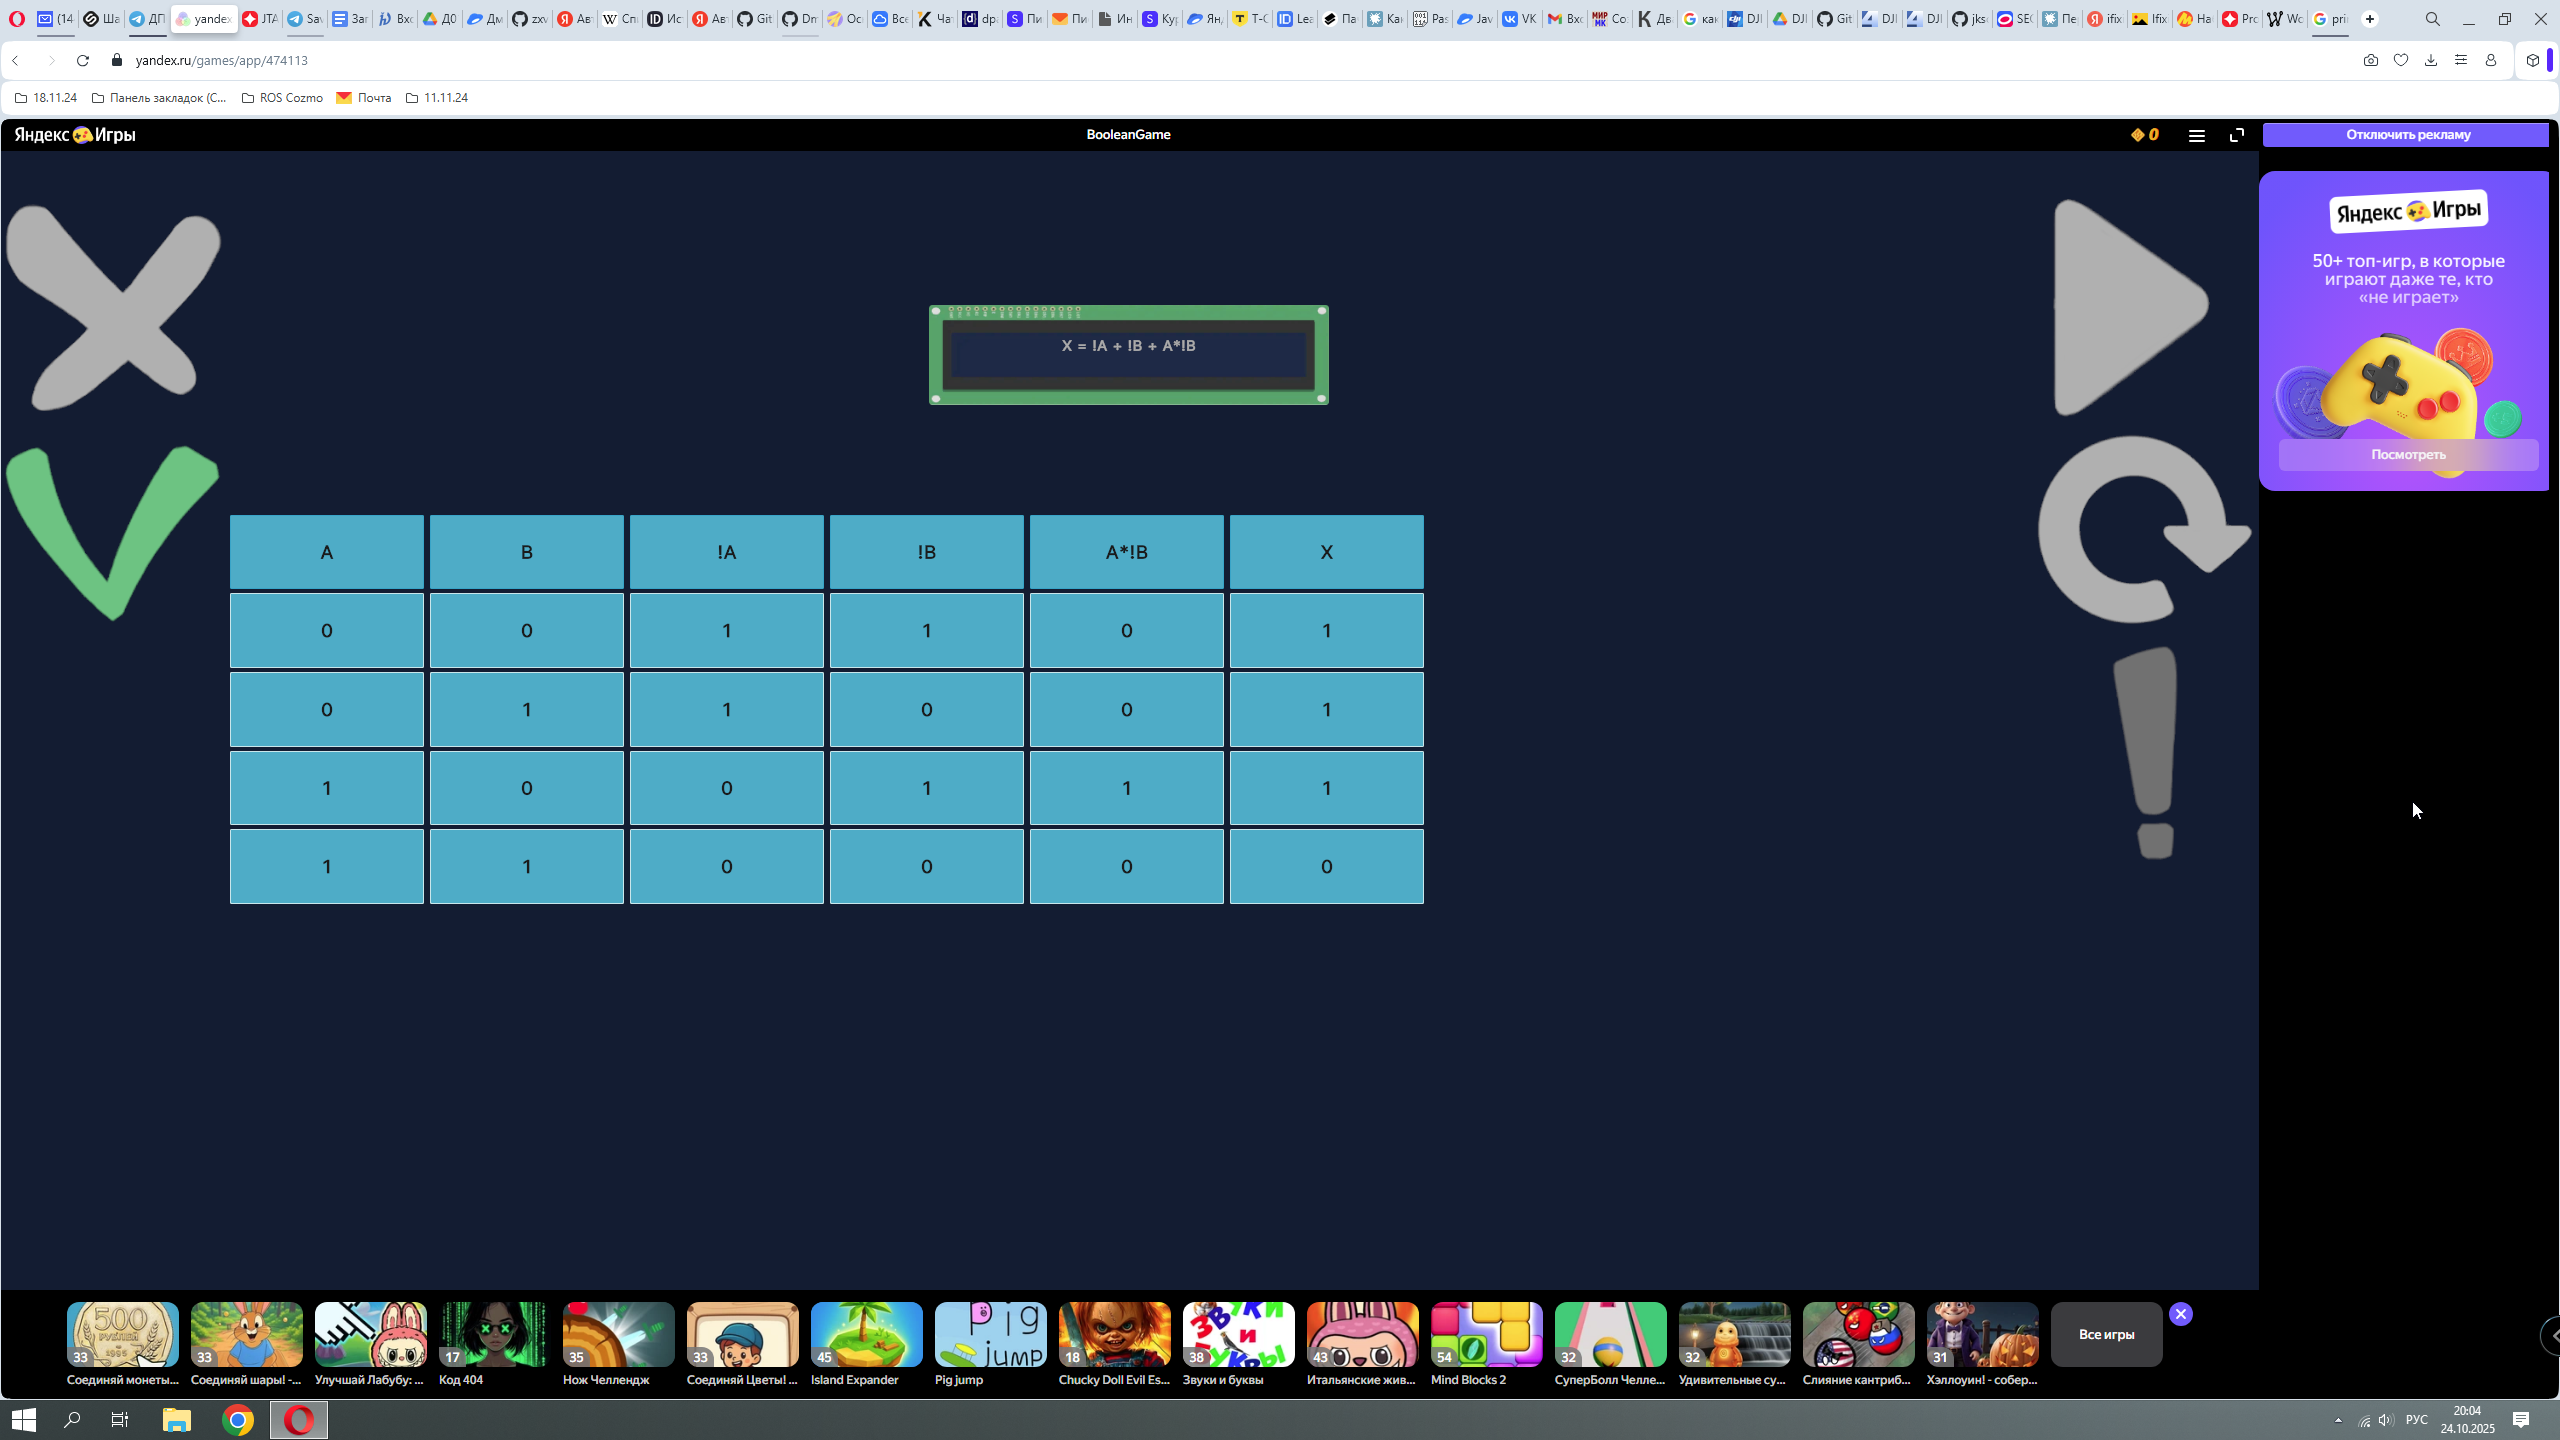 yandex
yandex.ru/games/app/474113
18.11.24
Панель закладок (С...
ROS Cozmo
Почта
11.11.24
Яндекс Игры
BooleanGame
0
Отключить рекламу
Яндекс Игры
50+ топ-игр, в которые
играют даже те, кто
«не играет»
Посмотреть
X = !A + !B + A*!B
A B !A !B A*!B X
0 0 1 1 0 1
0 1 1 0 0 1
1 0 0 1 1 1
1 1 0 0 0 0
33 33 17 35 33 45 18 38 43 54 32 32 31
Соединяй монеты... Соединяй шары! -... Улучшай Лабубу: ... Код 404 Нож Челлендж Соединяй Цветы! ... Island Expander Pig jump Chucky Doll Evil Es... Звуки и буквы Итальянские жив... Mind Blocks 2 СуперБолл Челле... Удивительные су... Слияние кантриб... Хэллоуин! - собер...
Все игры
РУС
20:04
24.10.2025